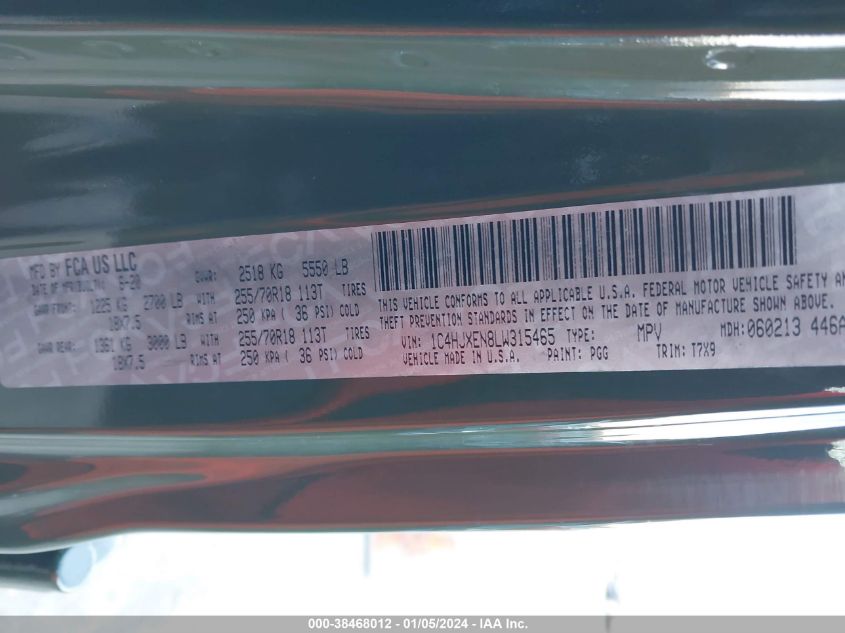 MFD BY FCA US LLC
DATE OF MFR(BUILT): 6-20 GVWR: 2518 KG 5550 LB
GAWR FRONT: 1225 KG 2700 LB WITH 255/70R18 113T TIRES
18X7.5 RIMS AT 250 KPA ( 36 PSI) COLD
GAWR REAR: 1361 KG 3000 LB WITH 255/70R18 113T TIRES
18X7.5 RIMS AT 250 KPA ( 36 PSI) COLD
THIS VEHICLE CONFORMS TO ALL APPLICABLE U.S.A. FEDERAL MOTOR VEHICLE SAFETY
THEFT PREVENTION STANDARDS IN EFFECT ON THE DATE OF MANUFACTURE SHOWN ABOVE.
VIN: 1C4HJXEN8LW315465 TYPE: MPV MDH:060213 446A
VEHICLE MADE IN U.S.A. PAINT: PGG TRIM: T7X9
000-38468012 - 01/05/2024 - IAA Inc.